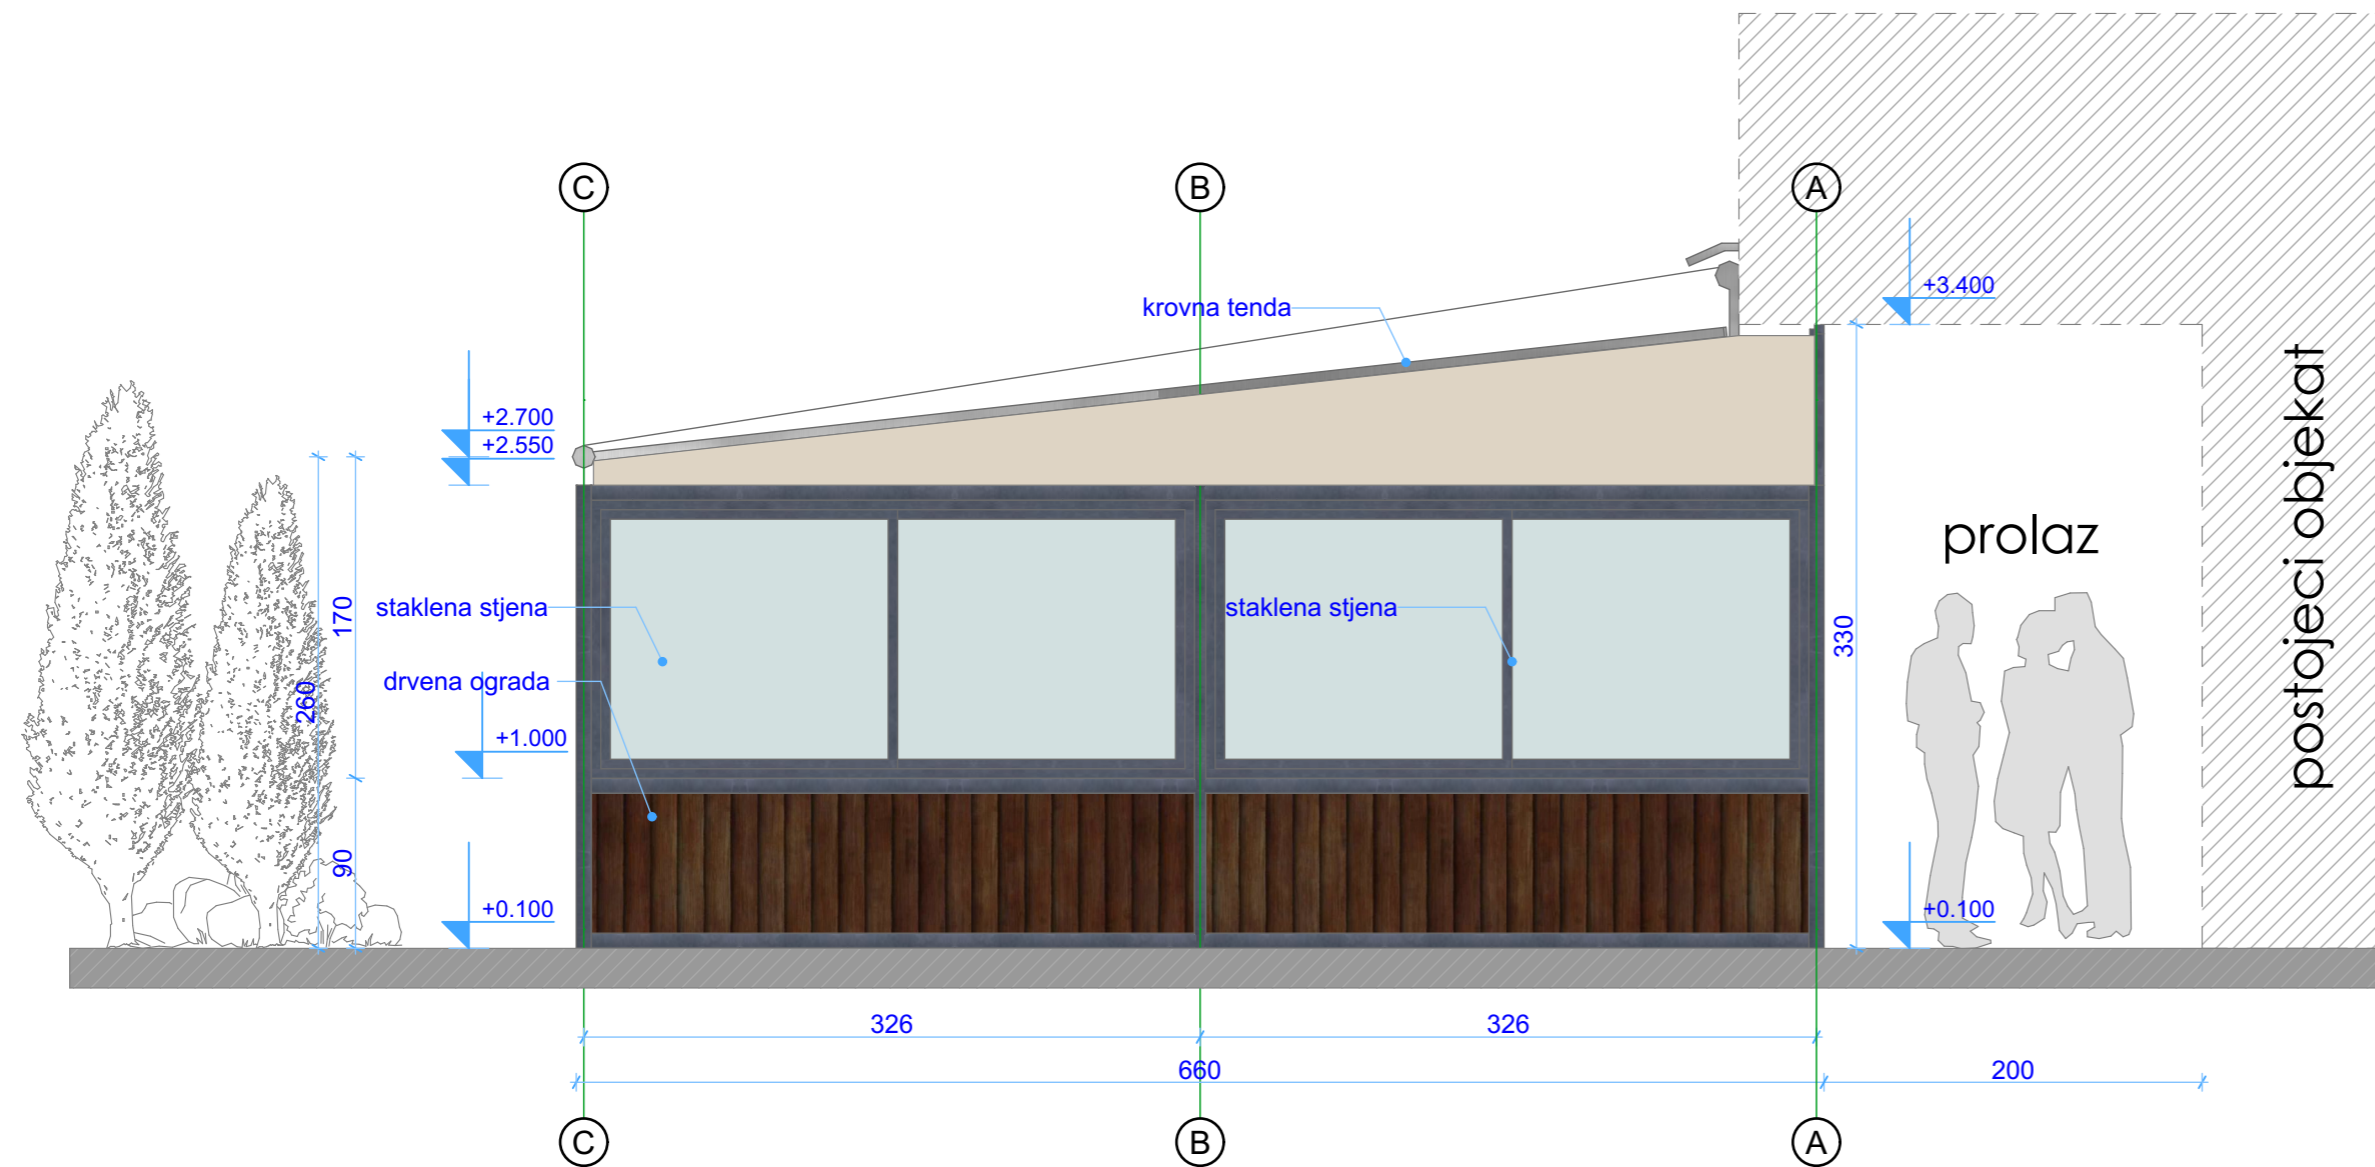 C
B
A
krovna tenda
+3.400
+2.700
+2.550
postojeci objekat
prolaz
170
staklena stjena
staklena stjena
330
260
drvena ograda
+1.000
90
+0.100
+0.100
326
326
660
200
C
B
A